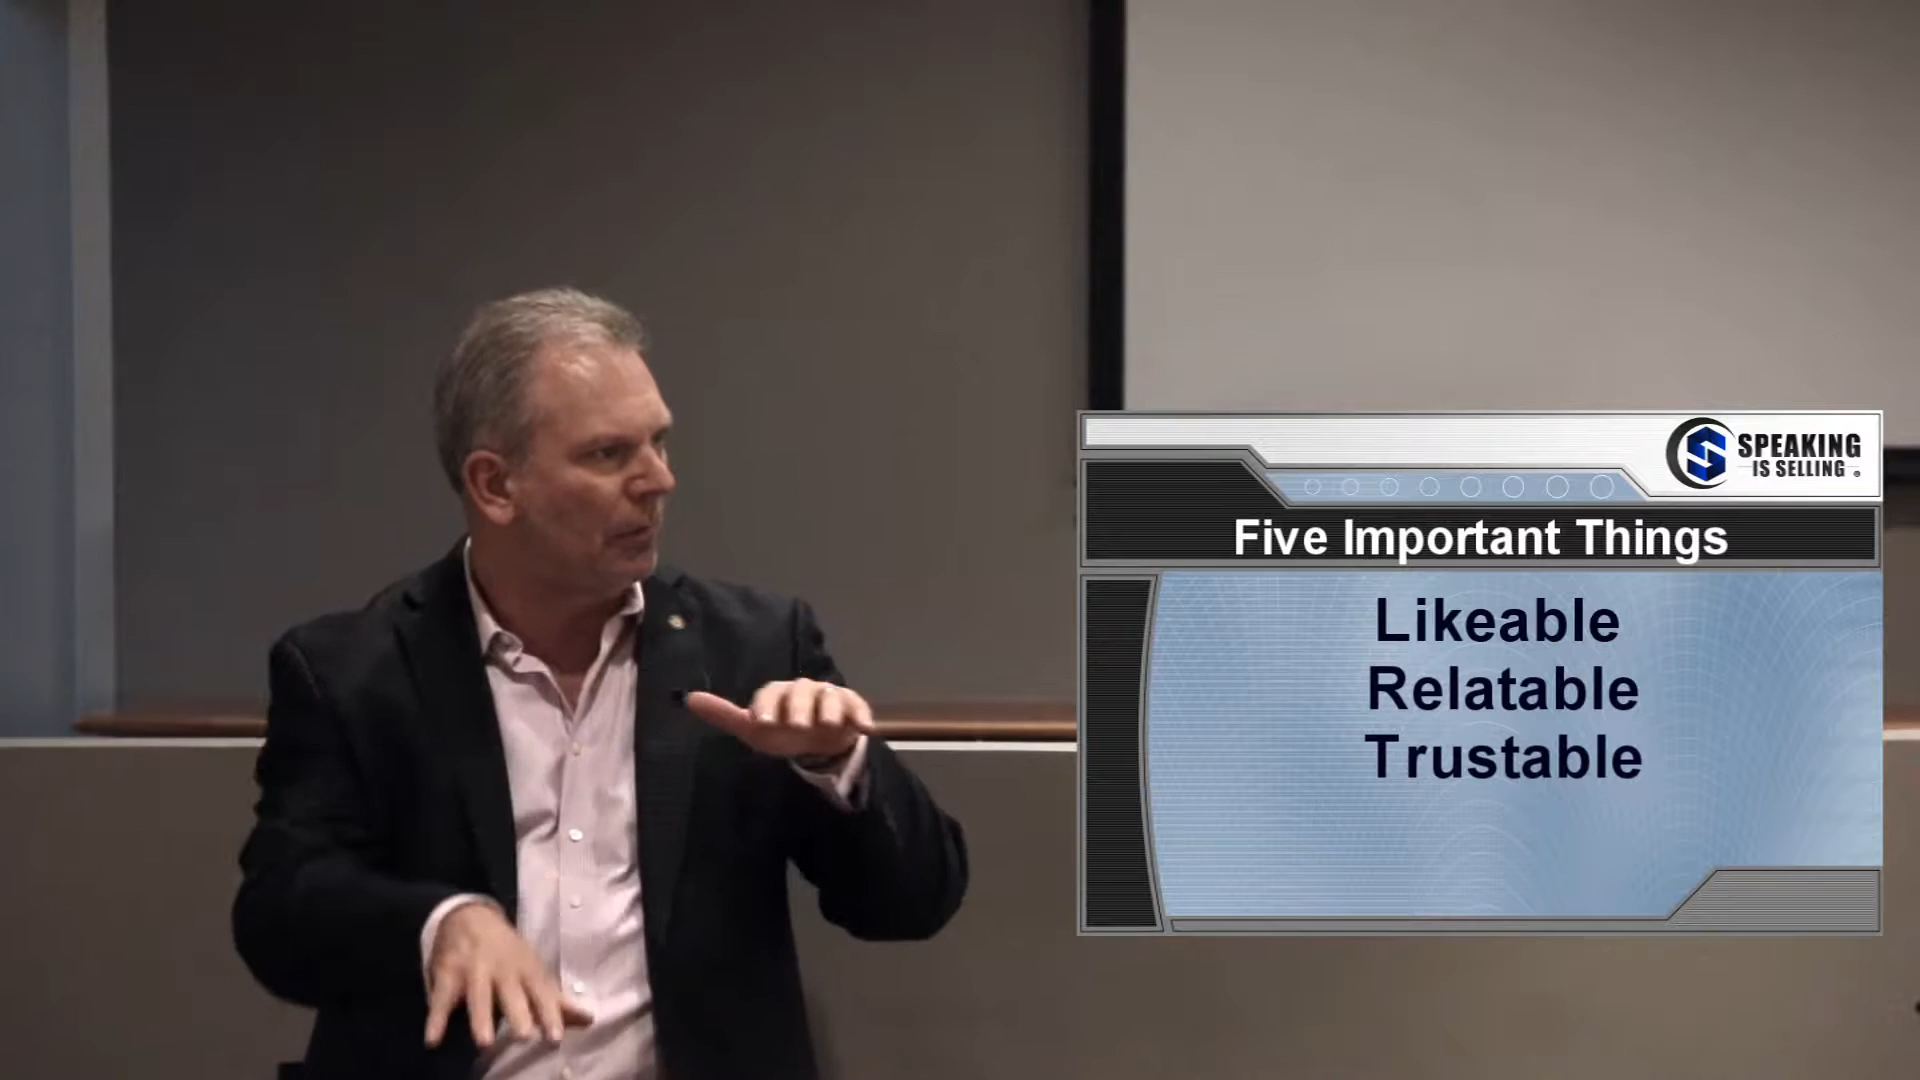 SPEAKING
IS SELLING
Five Important Things
Likeable
Relatable
Trustable